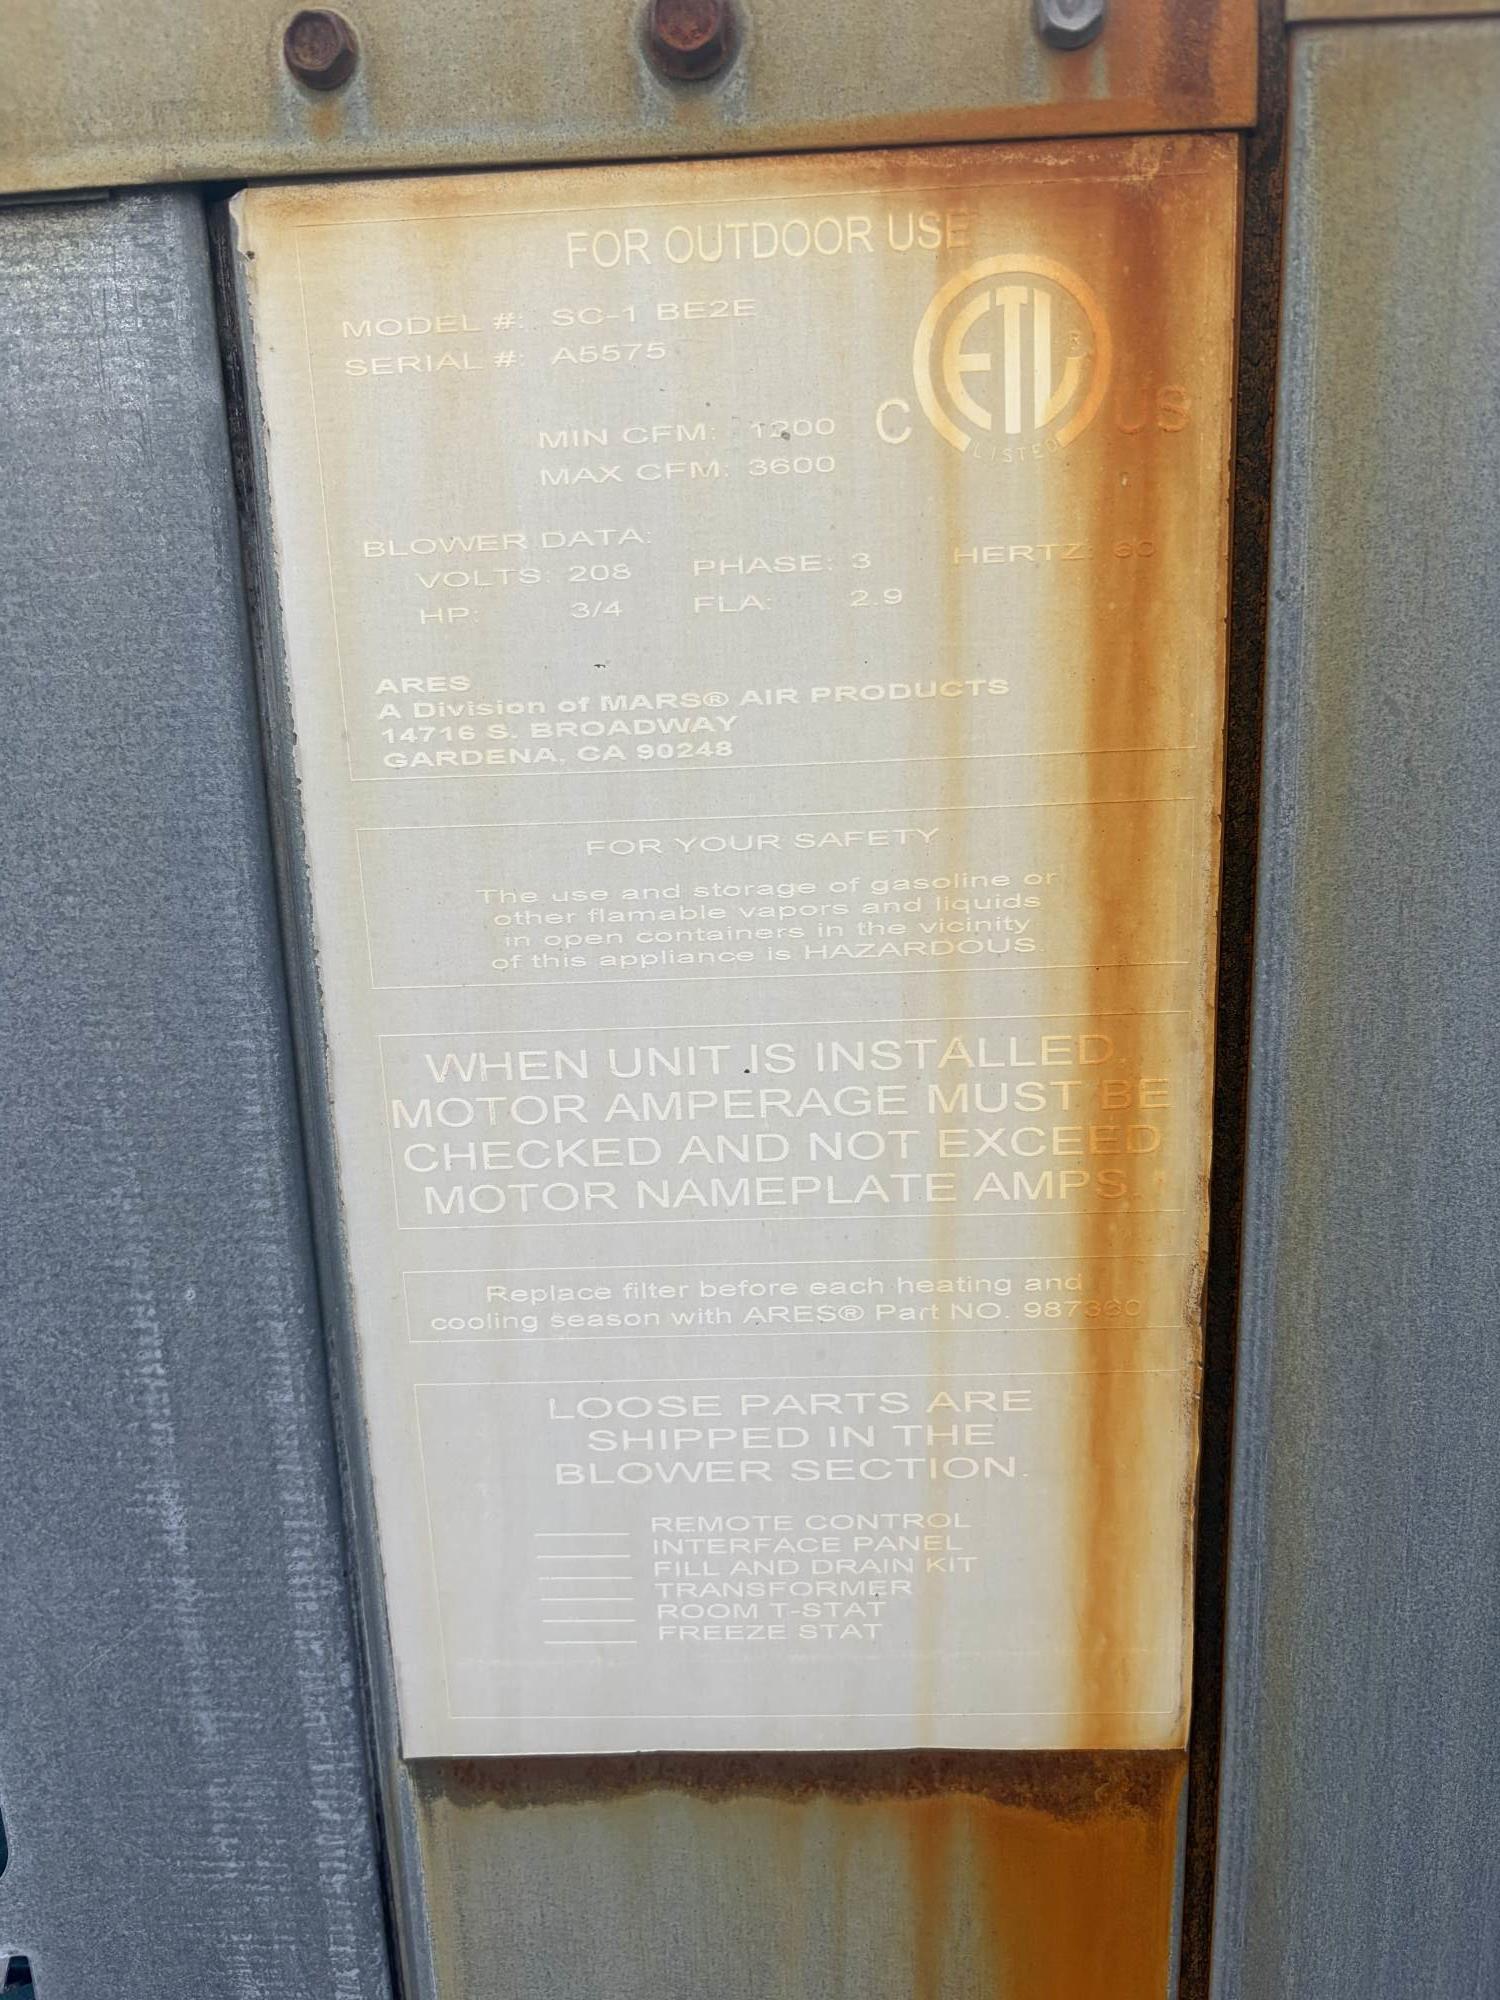 FOR OUTDOOR USE
MODEL #: SC-1 BE2E
SERIAL #: A5575
ETL
®
C US
LISTED
MIN CFM: 1200
MAX CFM: 3600
BLOWER DATA:
VOLTS: 208 PHASE: 3 HERTZ: 60
HP: 3/4 FLA: 2.9
ARES
A Division of MARS® AIR PRODUCTS
14716 S. BROADWAY
GARDENA, CA 90248
FOR YOUR SAFETY
The use and storage of gasoline or
other flamable vapors and liquids
in open containers in the vicinity
of this appliance is HAZARDOUS.
WHEN UNIT IS INSTALLED,
MOTOR AMPERAGE MUST BE
CHECKED AND NOT EXCEED
MOTOR NAMEPLATE AMPS.
Replace filter before each heating and
cooling season with ARES® Part NO. 987360
LOOSE PARTS ARE
SHIPPED IN THE
BLOWER SECTION.
REMOTE CONTROL
INTERFACE PANEL
FILL AND DRAIN KIT
TRANSFORMER
ROOM T-STAT
FREEZE STAT